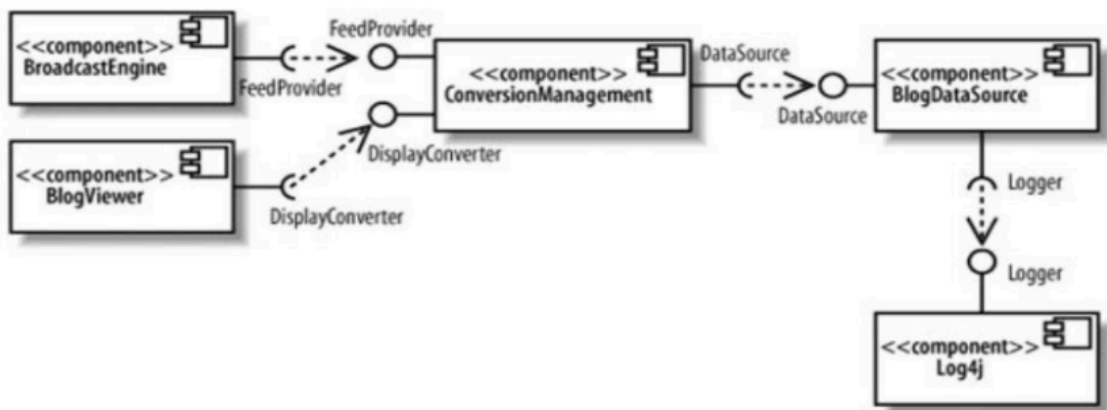 <<component>>
BroadcastEngine
FeedProvider
FeedProvider
<<component>>
ConversionManagement
DataSource
DataSource
<<component>>
BlogDataSource
<<component>>
BlogViewer
DisplayConverter
DisplayConverter
Logger
Logger
<<component>>
Log4j